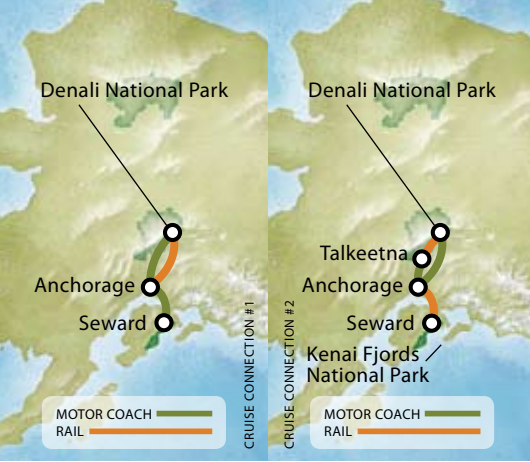 Denali National Park
Anchorage
Seward
MOTOR COACH
RAIL
CRUISE CONNECTION #1
Denali National Park
Talkeetna
Anchorage
Seward
Kenai Fjords
National Park
MOTOR COACH
RAIL
CRUISE CONNECTION #2